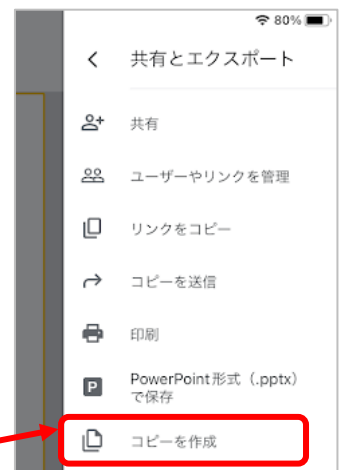 80%
共有とエクスポート
共有
ユーザーやリンクを管理
リンクをコピー
コピーを送信
印刷
P
PowerPoint形式（.pptx）
で保存
コピーを作成